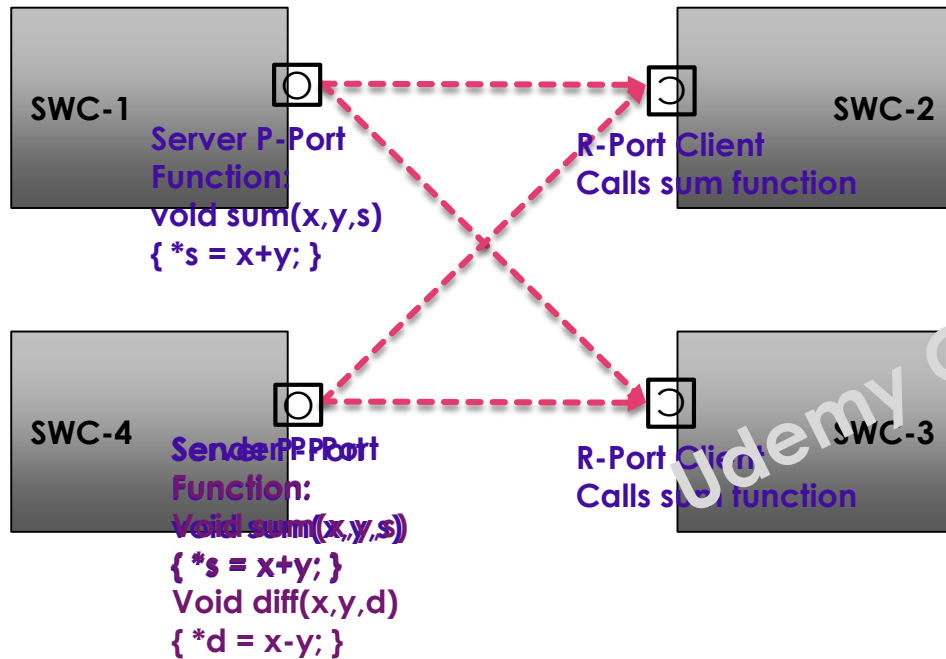 SWC-1
Server P-Port
Function:
void sum(x,y,s)
{ *s = x+y; }
SWC-2
R-Port Client
Calls sum function
SWC-4
Function:
{ *s = x+y; }
Void diff(x,y,d)
{ *d = x-y; }
SWC-3
R-Port Client
Calls sum function
Udemy